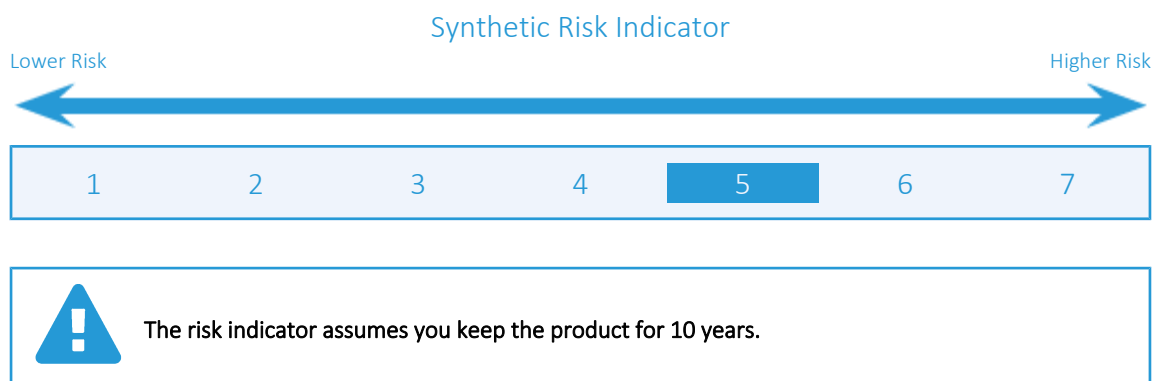 Synthetic Risk Indicator
Lower Risk Higher Risk
1 2 3 4 5 6 7
The risk indicator assumes you keep the product for 10 years.